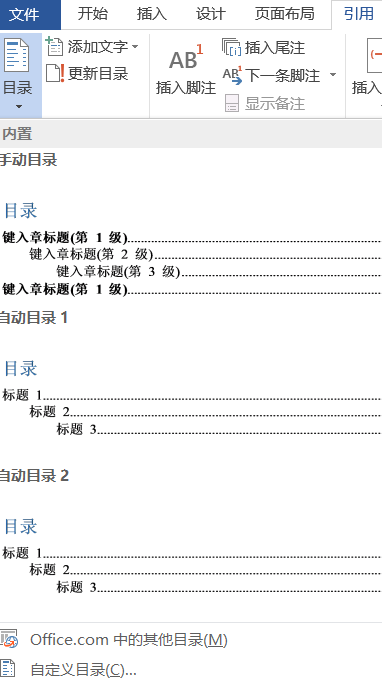 文件 开始 插入 设计 页面布局 引用
目录 添加文字 更新目录 AB1 插入脚注 插入尾注 AB1 下一条脚注 显示备注 插入
内置
手动目录
目录
键入章标题(第 1 级)
键入章标题(第 2 级)
键入章标题(第 3 级)
键入章标题(第 1 级)
自动目录 1
目录
标题 1
标题 2
标题 3
自动目录 2
目录
标题 1
标题 2
标题 3
Office.com 中的其他目录(M)
自定义目录(C)...